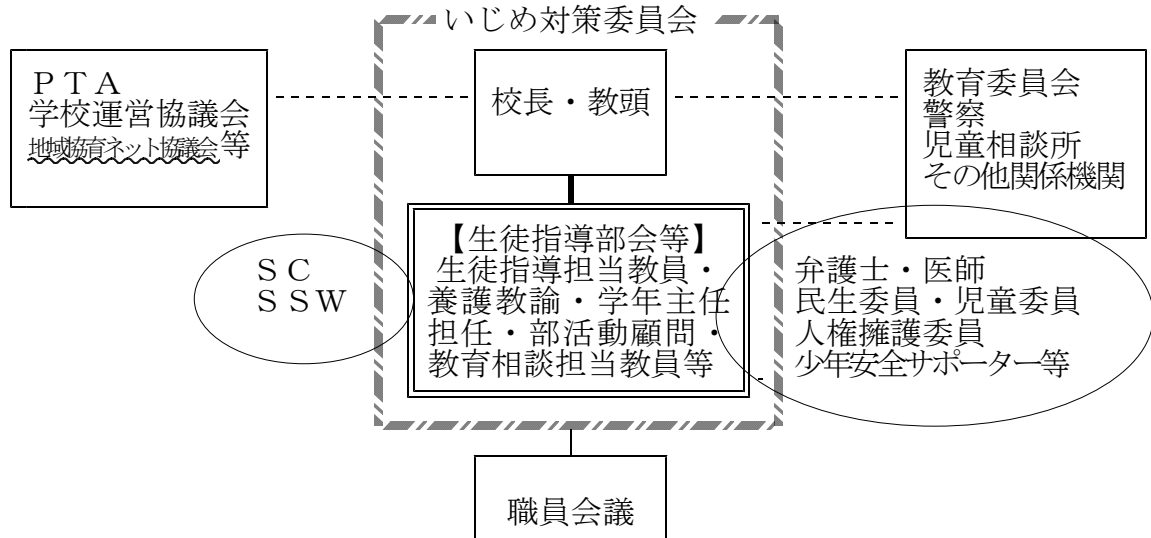 いじめ対策委員会
ＰＴＡ
学校運営協議会
地域協育ネット協議会等
校長・教頭
教育委員会
警察
児童相談所
その他関係機関
ＳＣ
ＳＳＷ
【生徒指導部会等】
生徒指導担当教員・
養護教諭・学年主任
担任・部活動顧問・
教育相談担当教員等
弁護士・医師
民生委員・児童委員
人権擁護委員
少年安全サポーター等
職員会議